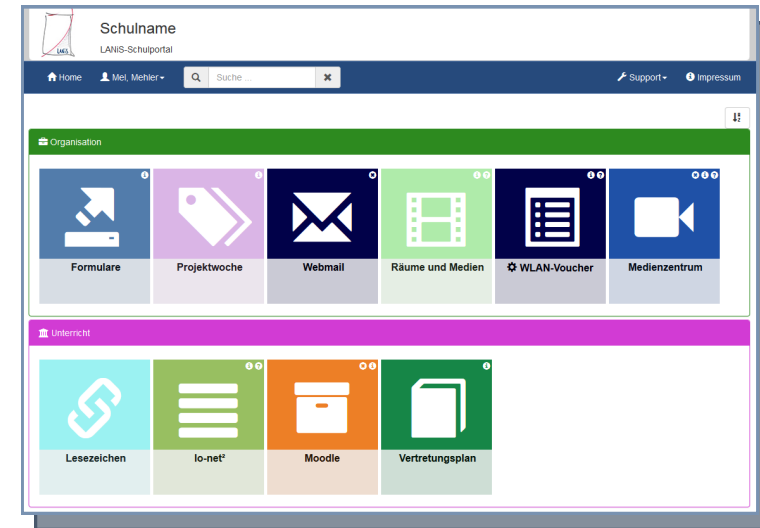 Schulname
LANiS
LANiS-Schulportal
Home Mel, Mehler Suche ... Support Impressum
Organisation
Formulare Projektwoche Webmail Räume und Medien WLAN-Voucher Medienzentrum
Unterricht
Lesezeichen lo-net² Moodle Vertretungsplan